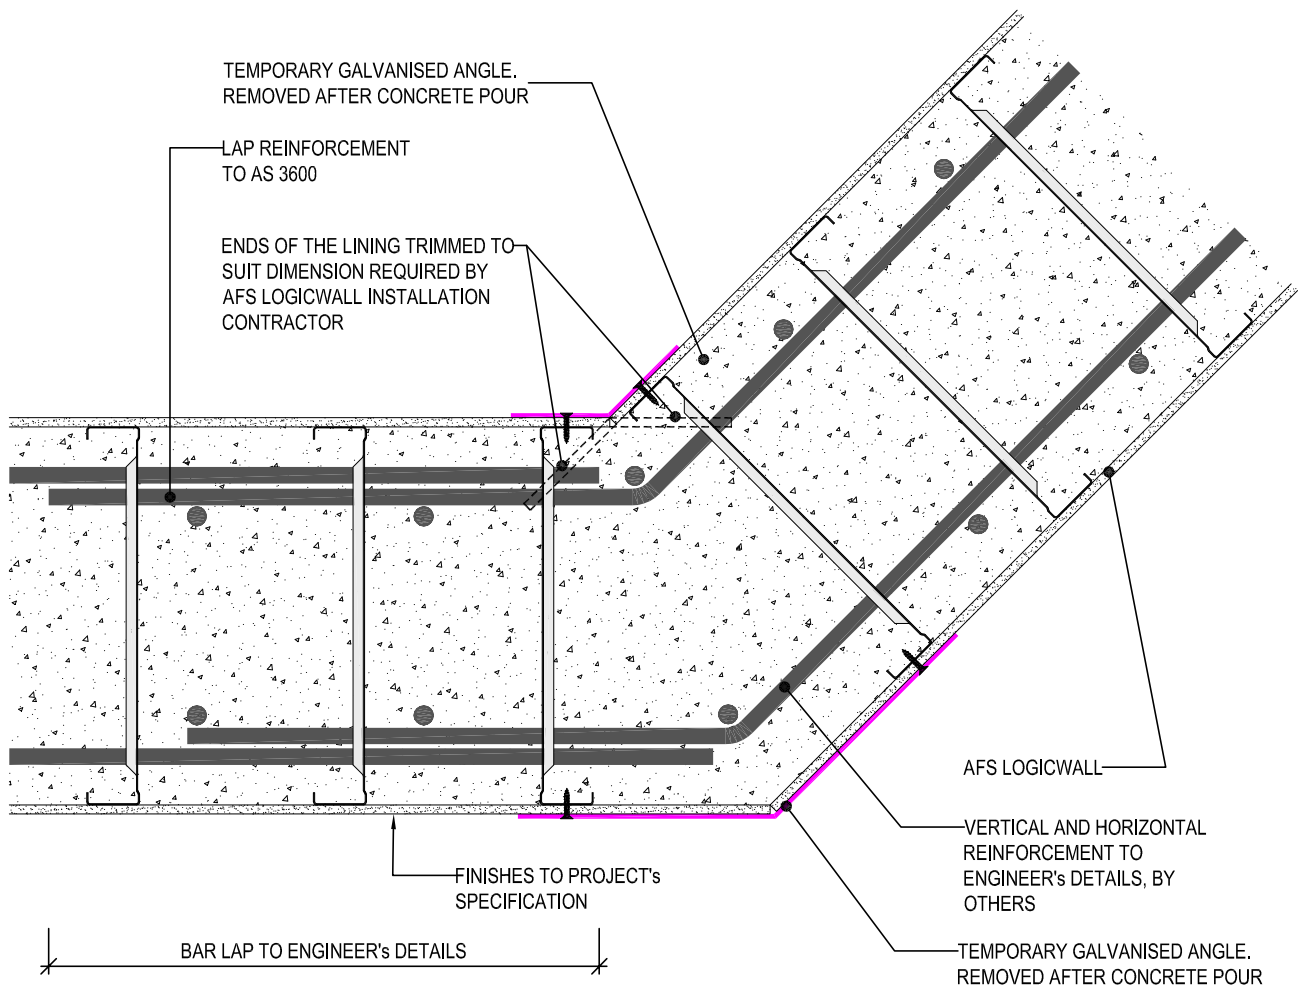 TEMPORARY GALVANISED ANGLE.
REMOVED AFTER CONCRETE POUR
LAP REINFORCEMENT
TO AS 3600
ENDS OF THE LINING TRIMMED TO
SUIT DIMENSION REQUIRED BY
AFS LOGICWALL INSTALLATION
CONTRACTOR
AFS LOGICWALL
VERTICAL AND HORIZONTAL
REINFORCEMENT TO
ENGINEER's DETAILS, BY
OTHERS
FINISHES TO PROJECT's
SPECIFICATION
BAR LAP TO ENGINEER's DETAILS
TEMPORARY GALVANISED ANGLE.
REMOVED AFTER CONCRETE POUR